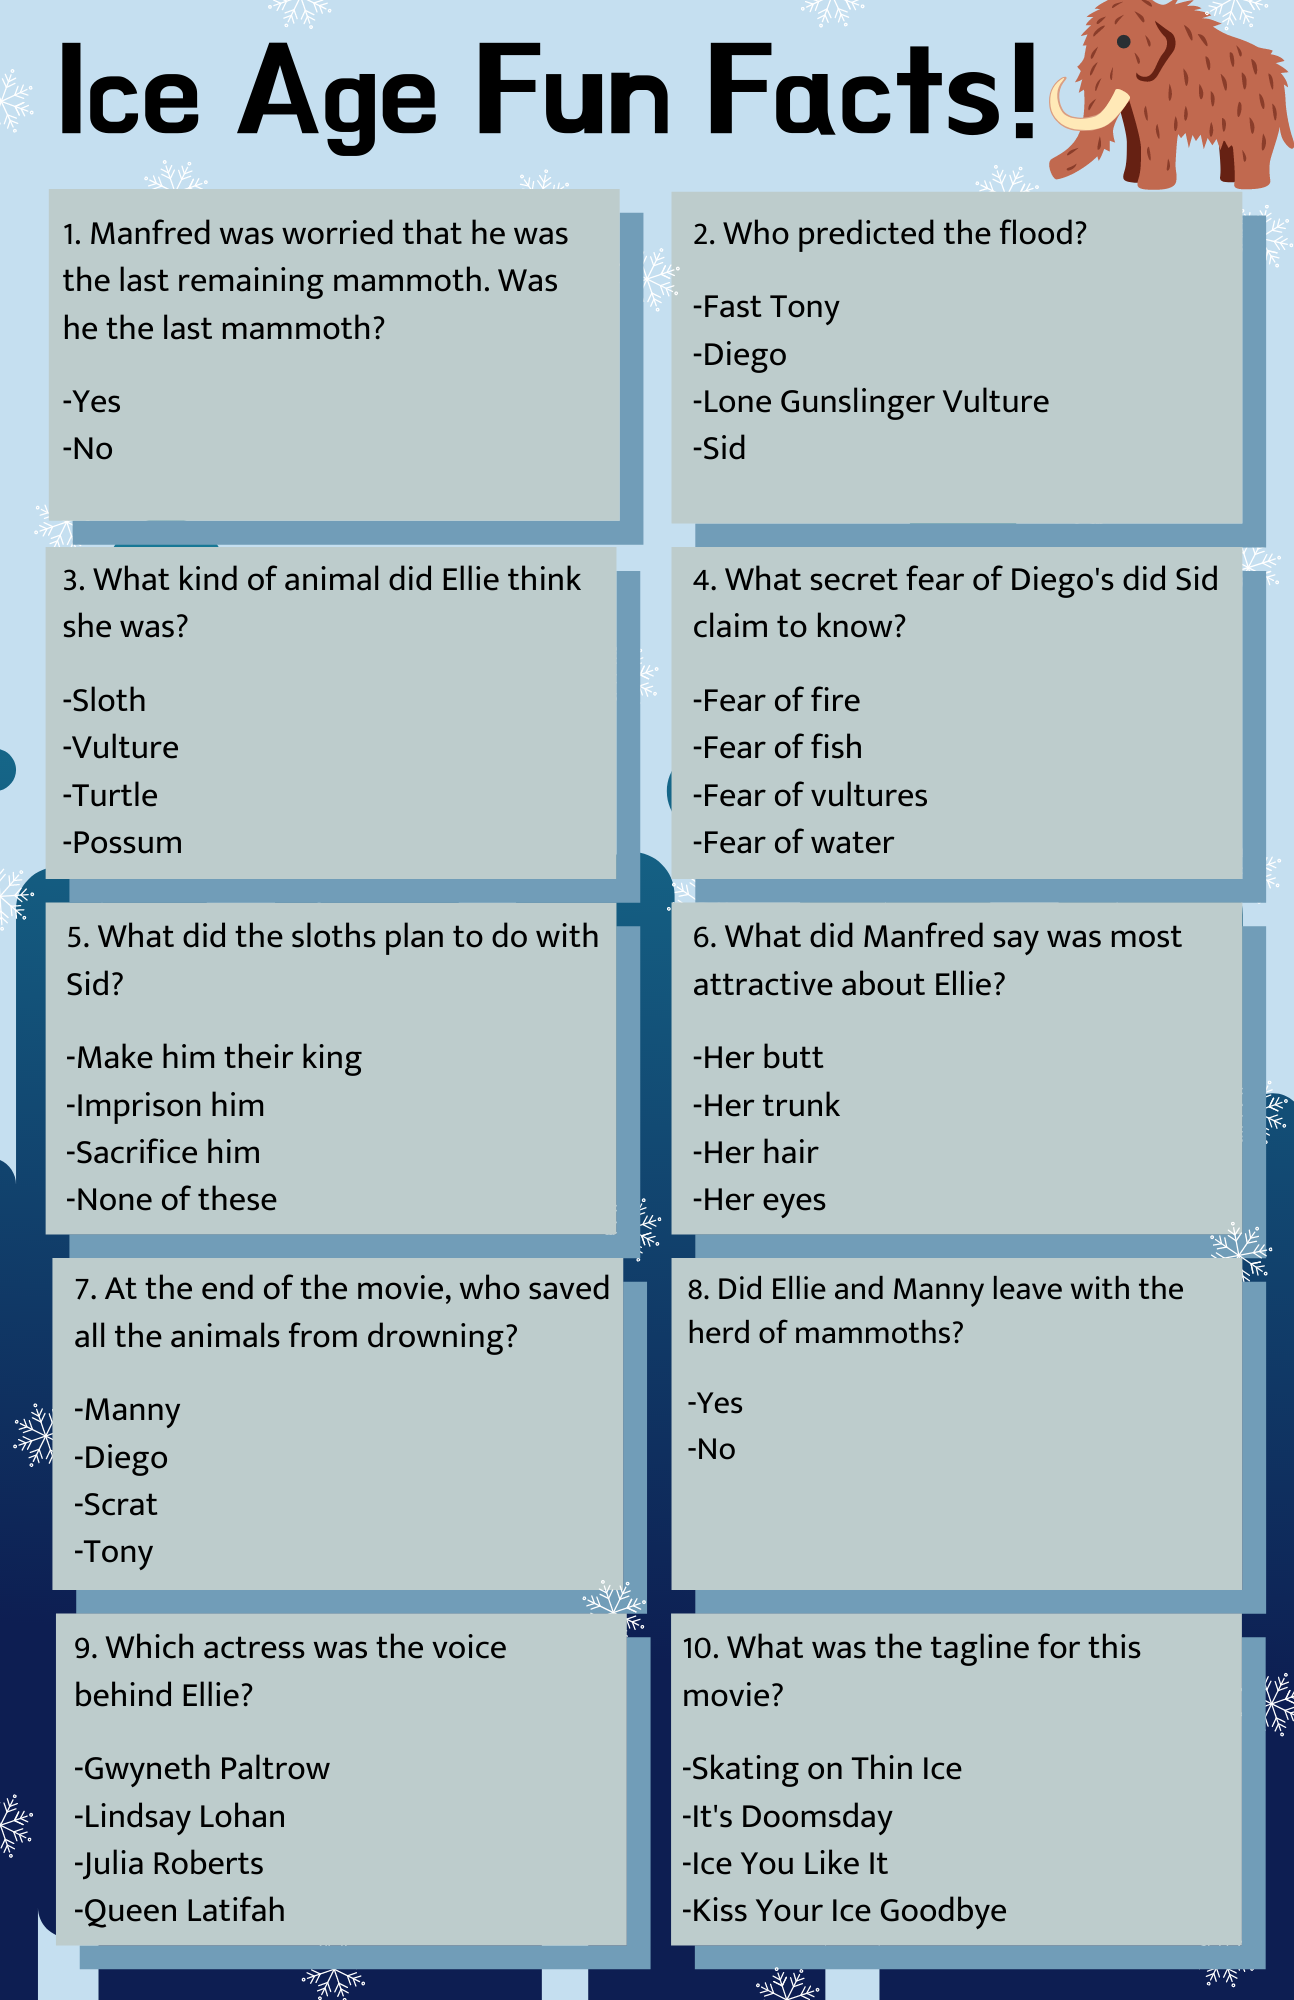 Ice Age Fun Facts!
1. Manfred was worried that he was
the last remaining mammoth. Was
he the last mammoth?
-Yes
-No
2. Who predicted the flood?
-Fast Tony
-Diego
-Lone Gunslinger Vulture
-Sid
3. What kind of animal did Ellie think
she was?
-Sloth
-Vulture
-Turtle
-Possum
4. What secret fear of Diego's did Sid
claim to know?
-Fear of fire
-Fear of fish
-Fear of vultures
-Fear of water
5. What did the sloths plan to do with
Sid?
-Make him their king
-Imprison him
-Sacrifice him
-None of these
6. What did Manfred say was most
attractive about Ellie?
-Her butt
-Her trunk
-Her hair
-Her eyes
7. At the end of the movie, who saved
all the animals from drowning?
-Manny
-Diego
-Scrat
-Tony
8. Did Ellie and Manny leave with the
herd of mammoths?
-Yes
-No
9. Which actress was the voice
behind Ellie?
-Gwyneth Paltrow
-Lindsay Lohan
-Julia Roberts
-Queen Latifah
10. What was the tagline for this
movie?
-Skating on Thin Ice
-It's Doomsday
-Ice You Like It
-Kiss Your Ice Goodbye